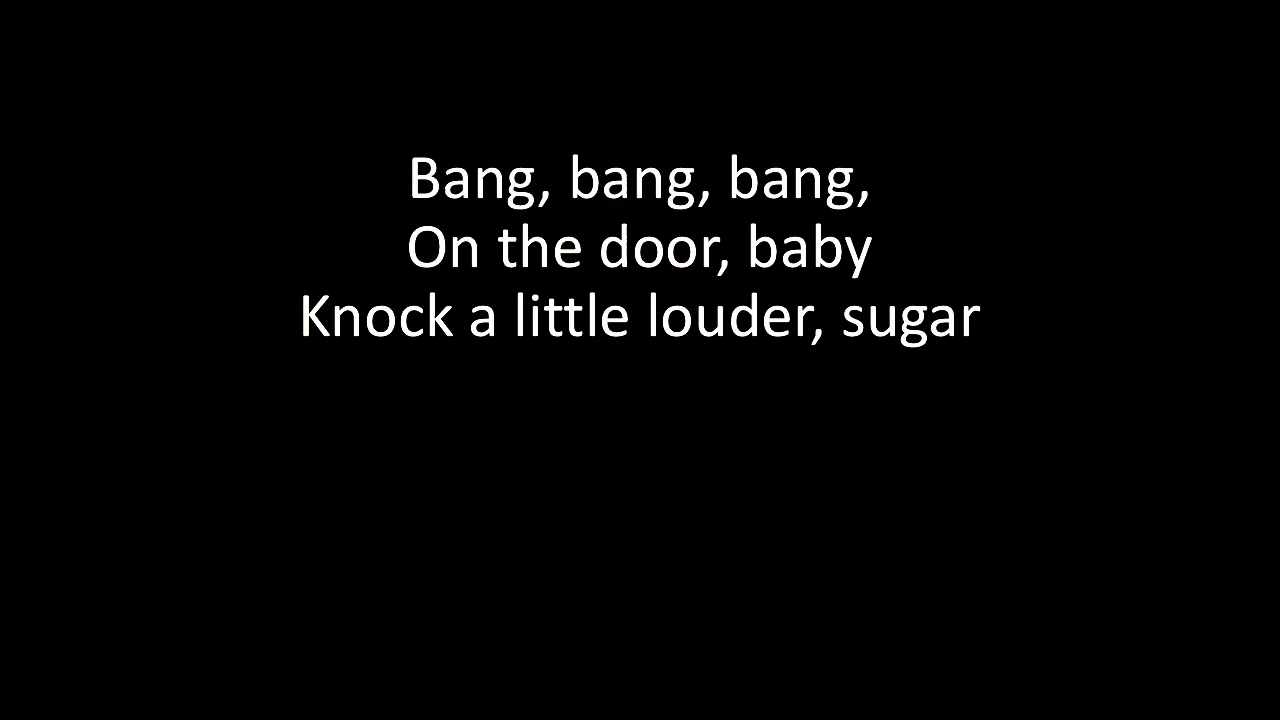 Bang, bang, bang,
On the door, baby
Knock a little louder, sugar